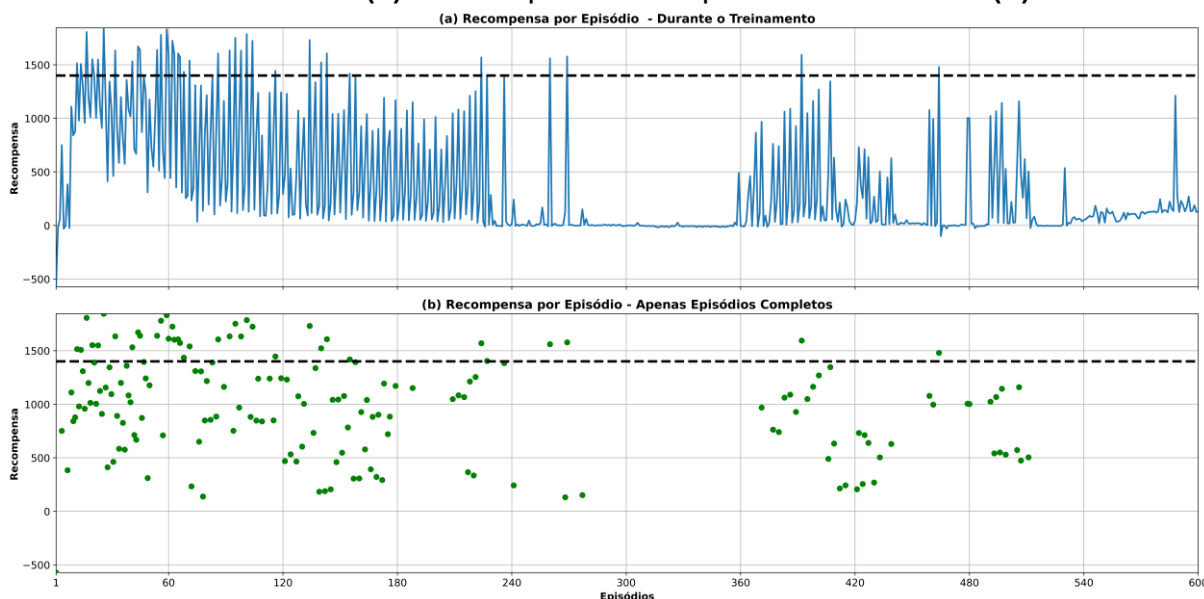 (a) Recompensa por Episódio - Durante o Treinamento
Recompensa
1500
1000
500
0
−500
(b) Recompensa por Episódio - Apenas Episódios Completos
Recompensa
1500
1000
500
0
−500
1 60 120 180 240 300 360 420 480 540 600
Episódios